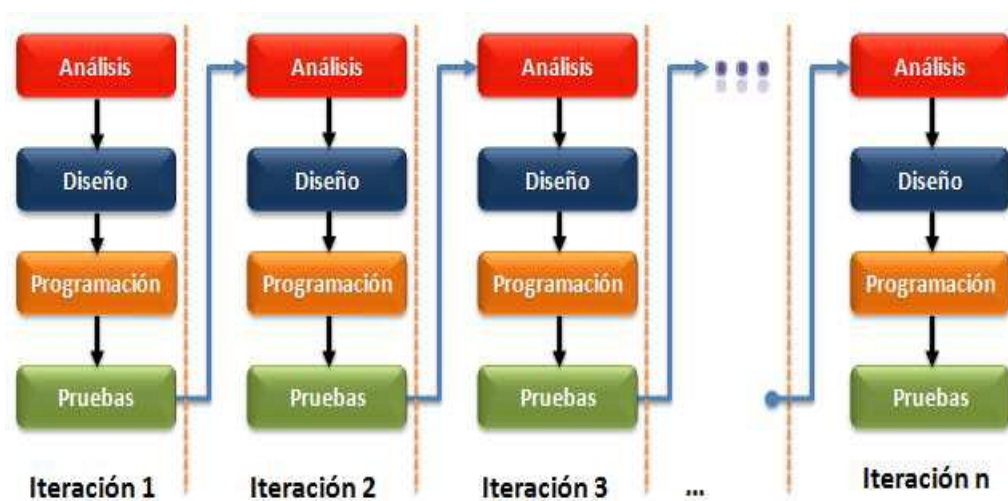 Análisis
Diseño
Programación
Pruebas
Iteración 1
Análisis
Diseño
Programación
Pruebas
Iteración 2
Análisis
Diseño
Programación
Pruebas
Iteración 3
...
Análisis
Diseño
Programación
Pruebas
Iteración n